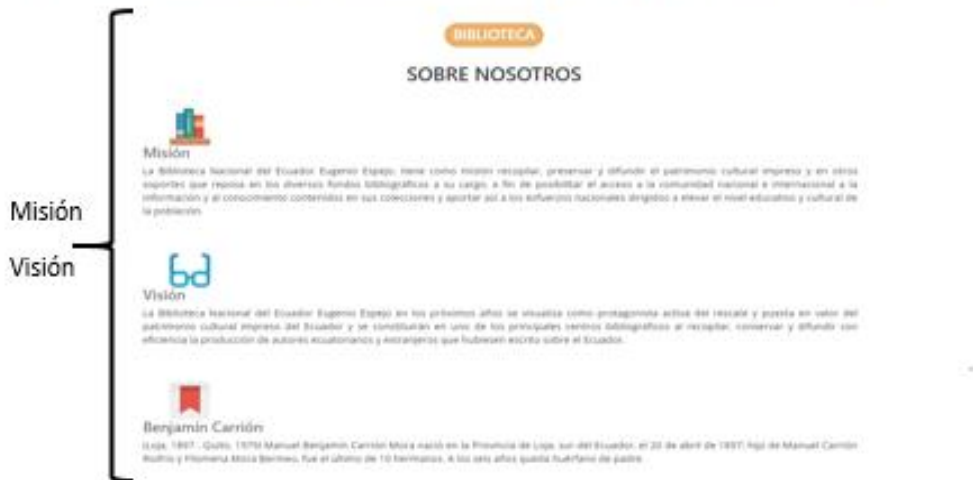 BIBLIOTECA
SOBRE NOSOTROS
Misión
La Biblioteca Nacional del Ecuador Eugenio Espejo, tiene como misión recopilar, preservar y difundir el patrimonio cultural impreso y en otros
soportes que reposa en los diversos fondos bibliográficos a su cargo, a fin de posibilitar el acceso a la comunidad nacional e internacional a la
información y al conocimiento contenidos en sus colecciones y aportar así a los esfuerzos nacionales dirigidos a elevar el nivel educativo y cultural de
la población.
Misión
Visión
Visión
La Biblioteca Nacional del Ecuador Eugenio Espejo en los próximos años se visualiza como protagonista activa del rescate y puesta en valor del
patrimonio cultural impreso del Ecuador y se constituirán en uno de los principales centros bibliográficos al recopilar, conservar y difundir con
eficiencia la producción de autores ecuatorianos y extranjeros que hubiesen escrito sobre el Ecuador.
Benjamín Carrión
(Loja, 1897 - Quito, 1979) Manuel Benjamín Carrión Mora nació en la Provincia de Loja, sur del Ecuador, el 20 de abril de 1897; hijo de Manuel Carrión
y Filomena Mora Bermeo, fue el último de 10 hermanos. A los seis años queda huérfano de padre.